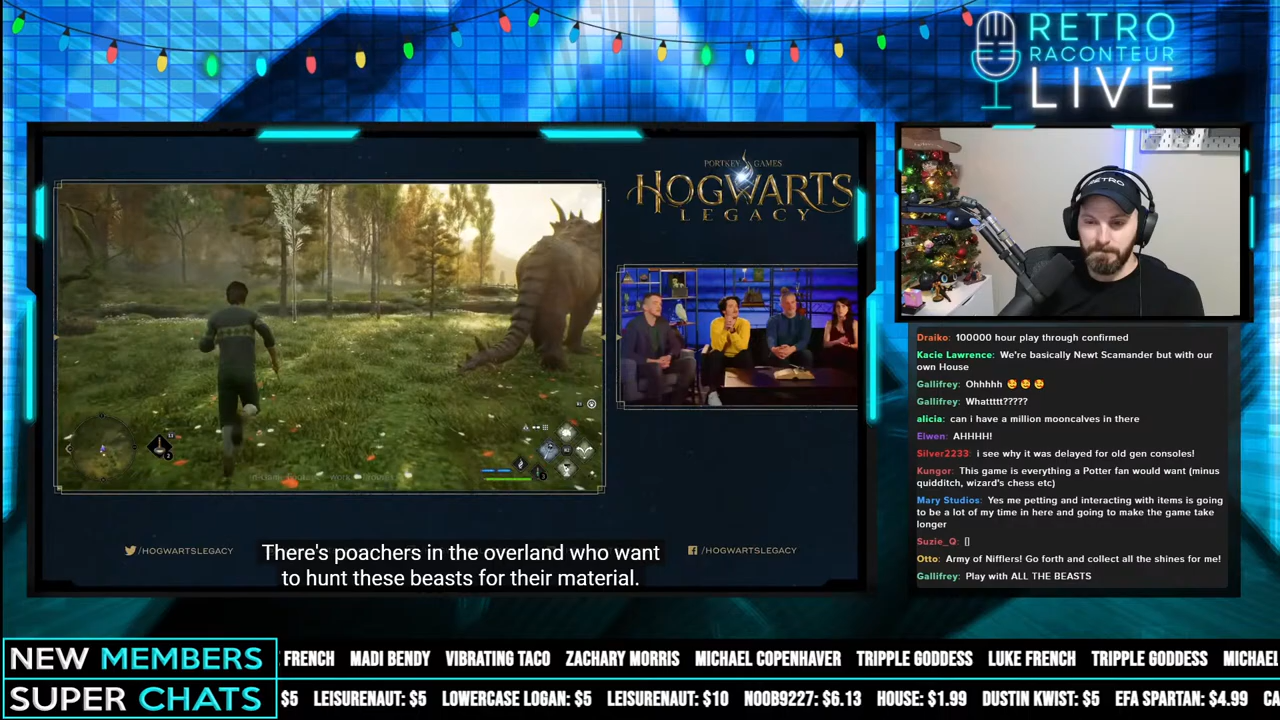 RETRO
RACONTEUR
LIVE
PORTKEY GAMES
HOGWARTS
LEGACY
RETRO
/HOGWARTSLEGACY
/HOGWARTSLEGACY
There's poachers in the overland who want
to hunt these beasts for their material.
Draiko: 100000 hour play through confirmed
Kacie Lawrence: We're basically Newt Scamander but with our
own House
Gallifrey: Ohhhhh 🥰 🥰 🥰
Gallifrey: Whattttt?????
alicia: can i have a million mooncalves in there
Eiwen: AHHHH!
Silver2233: i see why it was delayed for old gen consoles!
Kungor: This game is everything a Potter fan would want (minus
quidditch, wizard's chess etc)
Mary Studios: Yes me petting and interacting with items is going
to be a lot of my time in here and going to make the game take
longer
Suzie_Q: []
Otto: Army of Nifflers! Go forth and collect all the shines for me!
Gallifrey: Play with ALL THE BEASTS
NEW MEMBERS FRENCH MADI BENDY VIBRATING TACO ZACHARY MORRIS MICHAEL COPENHAVER TRIPPLE GODDESS LUKE FRENCH TRIPPLE GODDESS MICHAEL
SUPER CHATS $5 LEISURENAUT: $5 LOWERCASE LOGAN: $5 LEISURENAUT: $10 NOOB9227: $6.13 HOUSE: $1.99 DUSTIN KWIST: $5 EFA SPARTAN: $4.99 CA